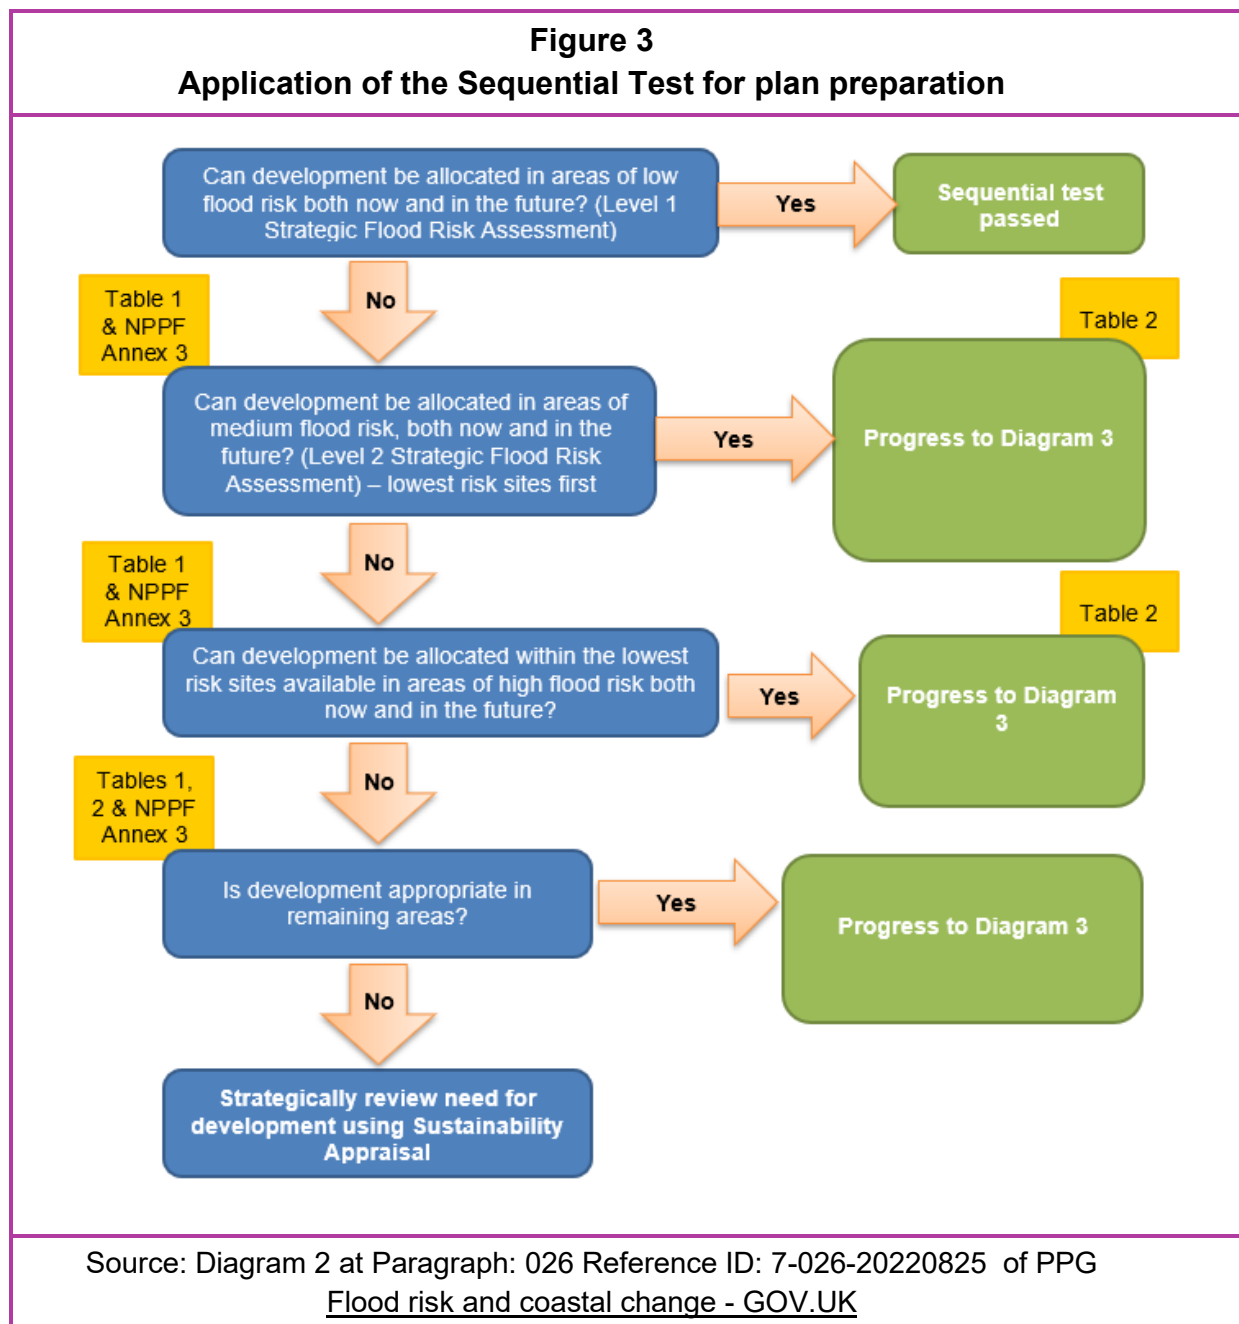 Figure 3
Application of the Sequential Test for plan preparation
Can development be allocated in areas of low
flood risk both now and in the future? (Level 1
Strategic Flood Risk Assessment)
Yes
Sequential test
passed
No
Table 1
& NPPF
Annex 3
Table 2
Can development be allocated in areas of
medium flood risk, both now and in the
future? (Level 2 Strategic Flood Risk
Assessment) – lowest risk sites first
Yes
Progress to Diagram 3
No
Table 1
& NPPF
Annex 3
Table 2
Can development be allocated within the lowest
risk sites available in areas of high flood risk both
now and in the future?
Yes
Progress to Diagram
3
No
Tables 1,
2 & NPPF
Annex 3
Is development appropriate in
remaining areas?
Yes
Progress to Diagram 3
No
Strategically review need for
development using Sustainability
Appraisal
Source: Diagram 2 at Paragraph: 026 Reference ID: 7-026-20220825 of PPG
Flood risk and coastal change - GOV.UK